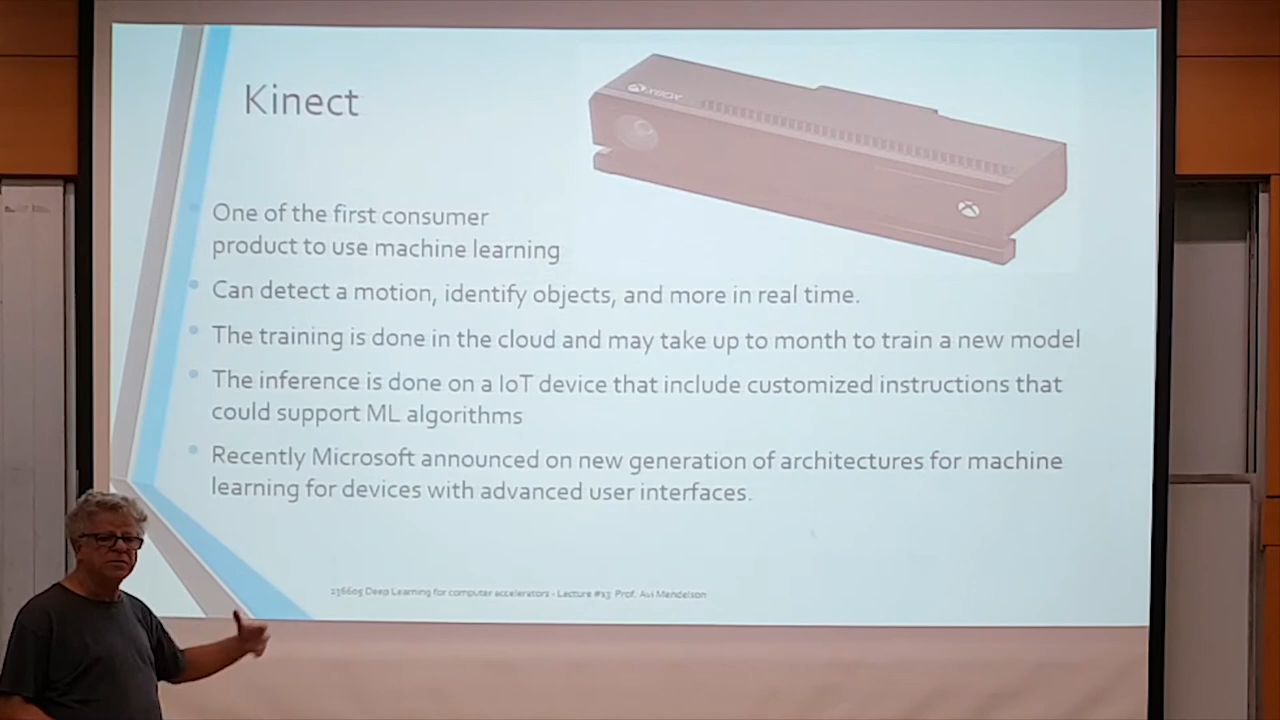 Kinect
XBOX
One of the first consumer
product to use machine learning
Can detect a motion, identify objects, and more in real time.
The training is done in the cloud and may take up to month to train a new model
The inference is done on a IoT device that include customized instructions that
could support ML algorithms
Recently Microsoft announced on new generation of architectures for machine
learning for devices with advanced user interfaces.
236605 Deep Learning for computer accelerators - Lecture #13 Prof. Avi Mendelson